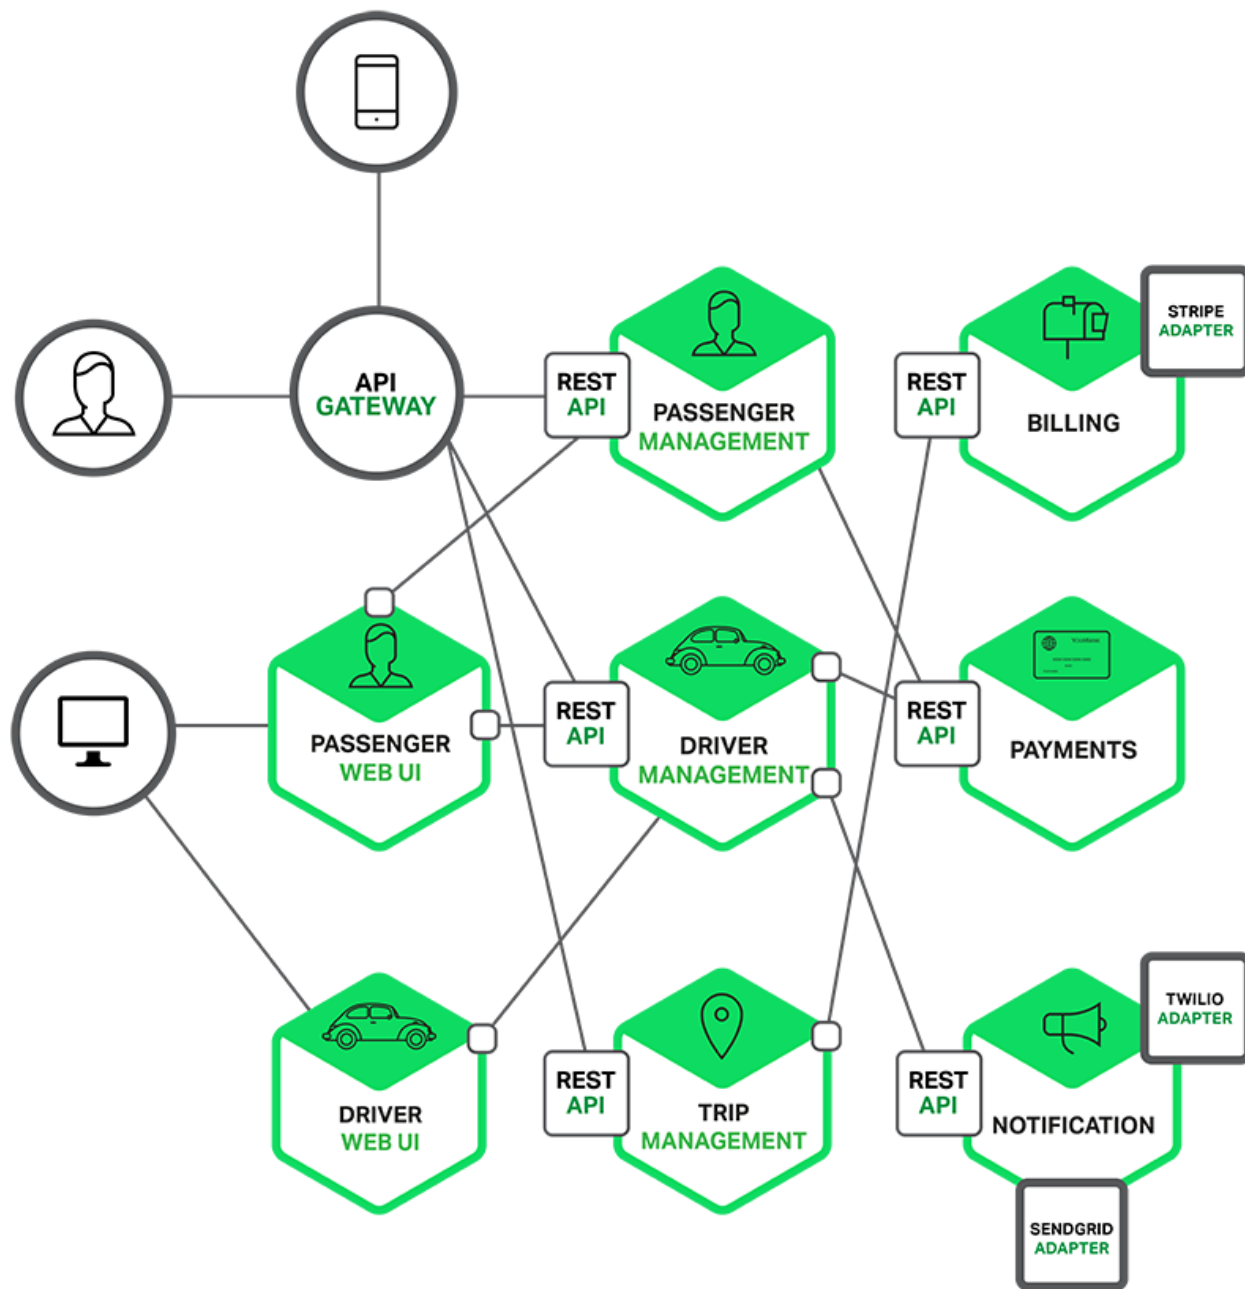 API
GATEWAY
REST
API
PASSENGER
MANAGEMENT
REST
API
BILLING
STRIPE
ADAPTER
PASSENGER
WEB UI
REST
API
DRIVER
MANAGEMENT
REST
API
PAYMENTS
DRIVER
WEB UI
REST
API
TRIP
MANAGEMENT
REST
API
NOTIFICATION
TWILIO
ADAPTER
SENDGRID
ADAPTER